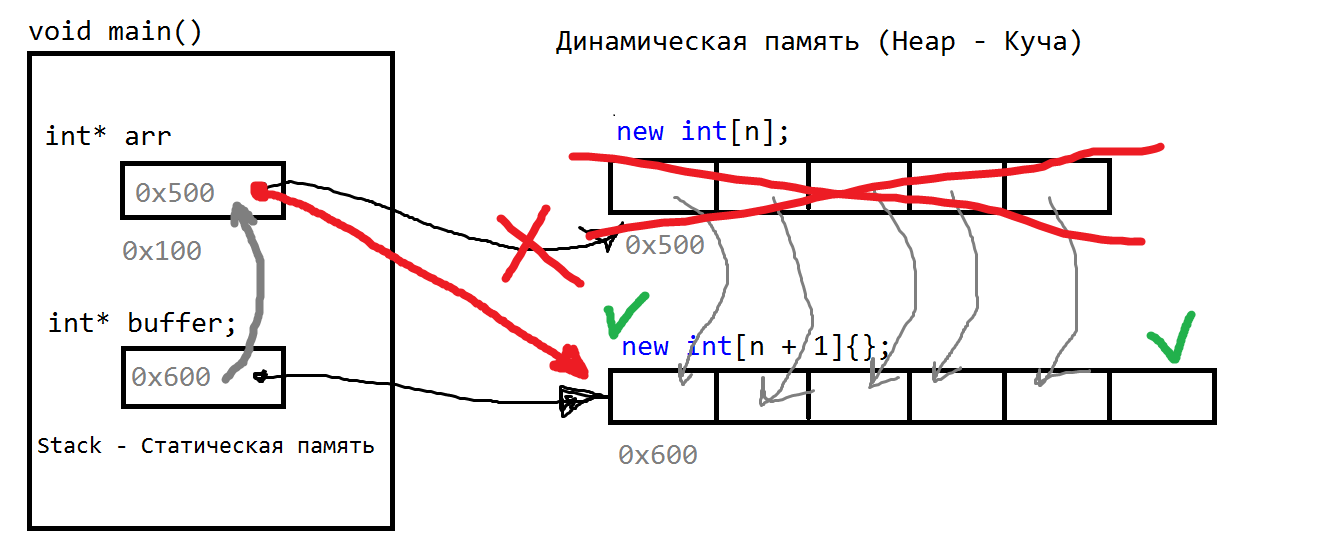 void main()
Динамическая память (Heap - Куча)
int* arr
new int[n];
0x500
0x100
0x500
int* buffer;
new int[n + 1]{};
0x600
Stack - Статическая память
0x600